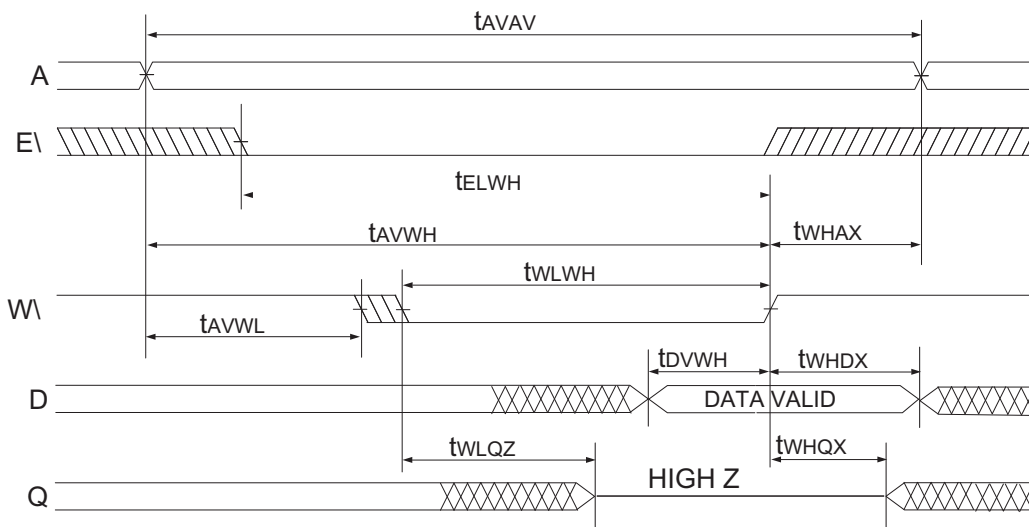 tAVAV
A
E\
tELWH
tAVWH
tWHAX
tWLWH
W\
tAVWL
tDVWH
tWHDX
D
DATA VALID
tWLQZ
tWHQX
HIGH Z
Q